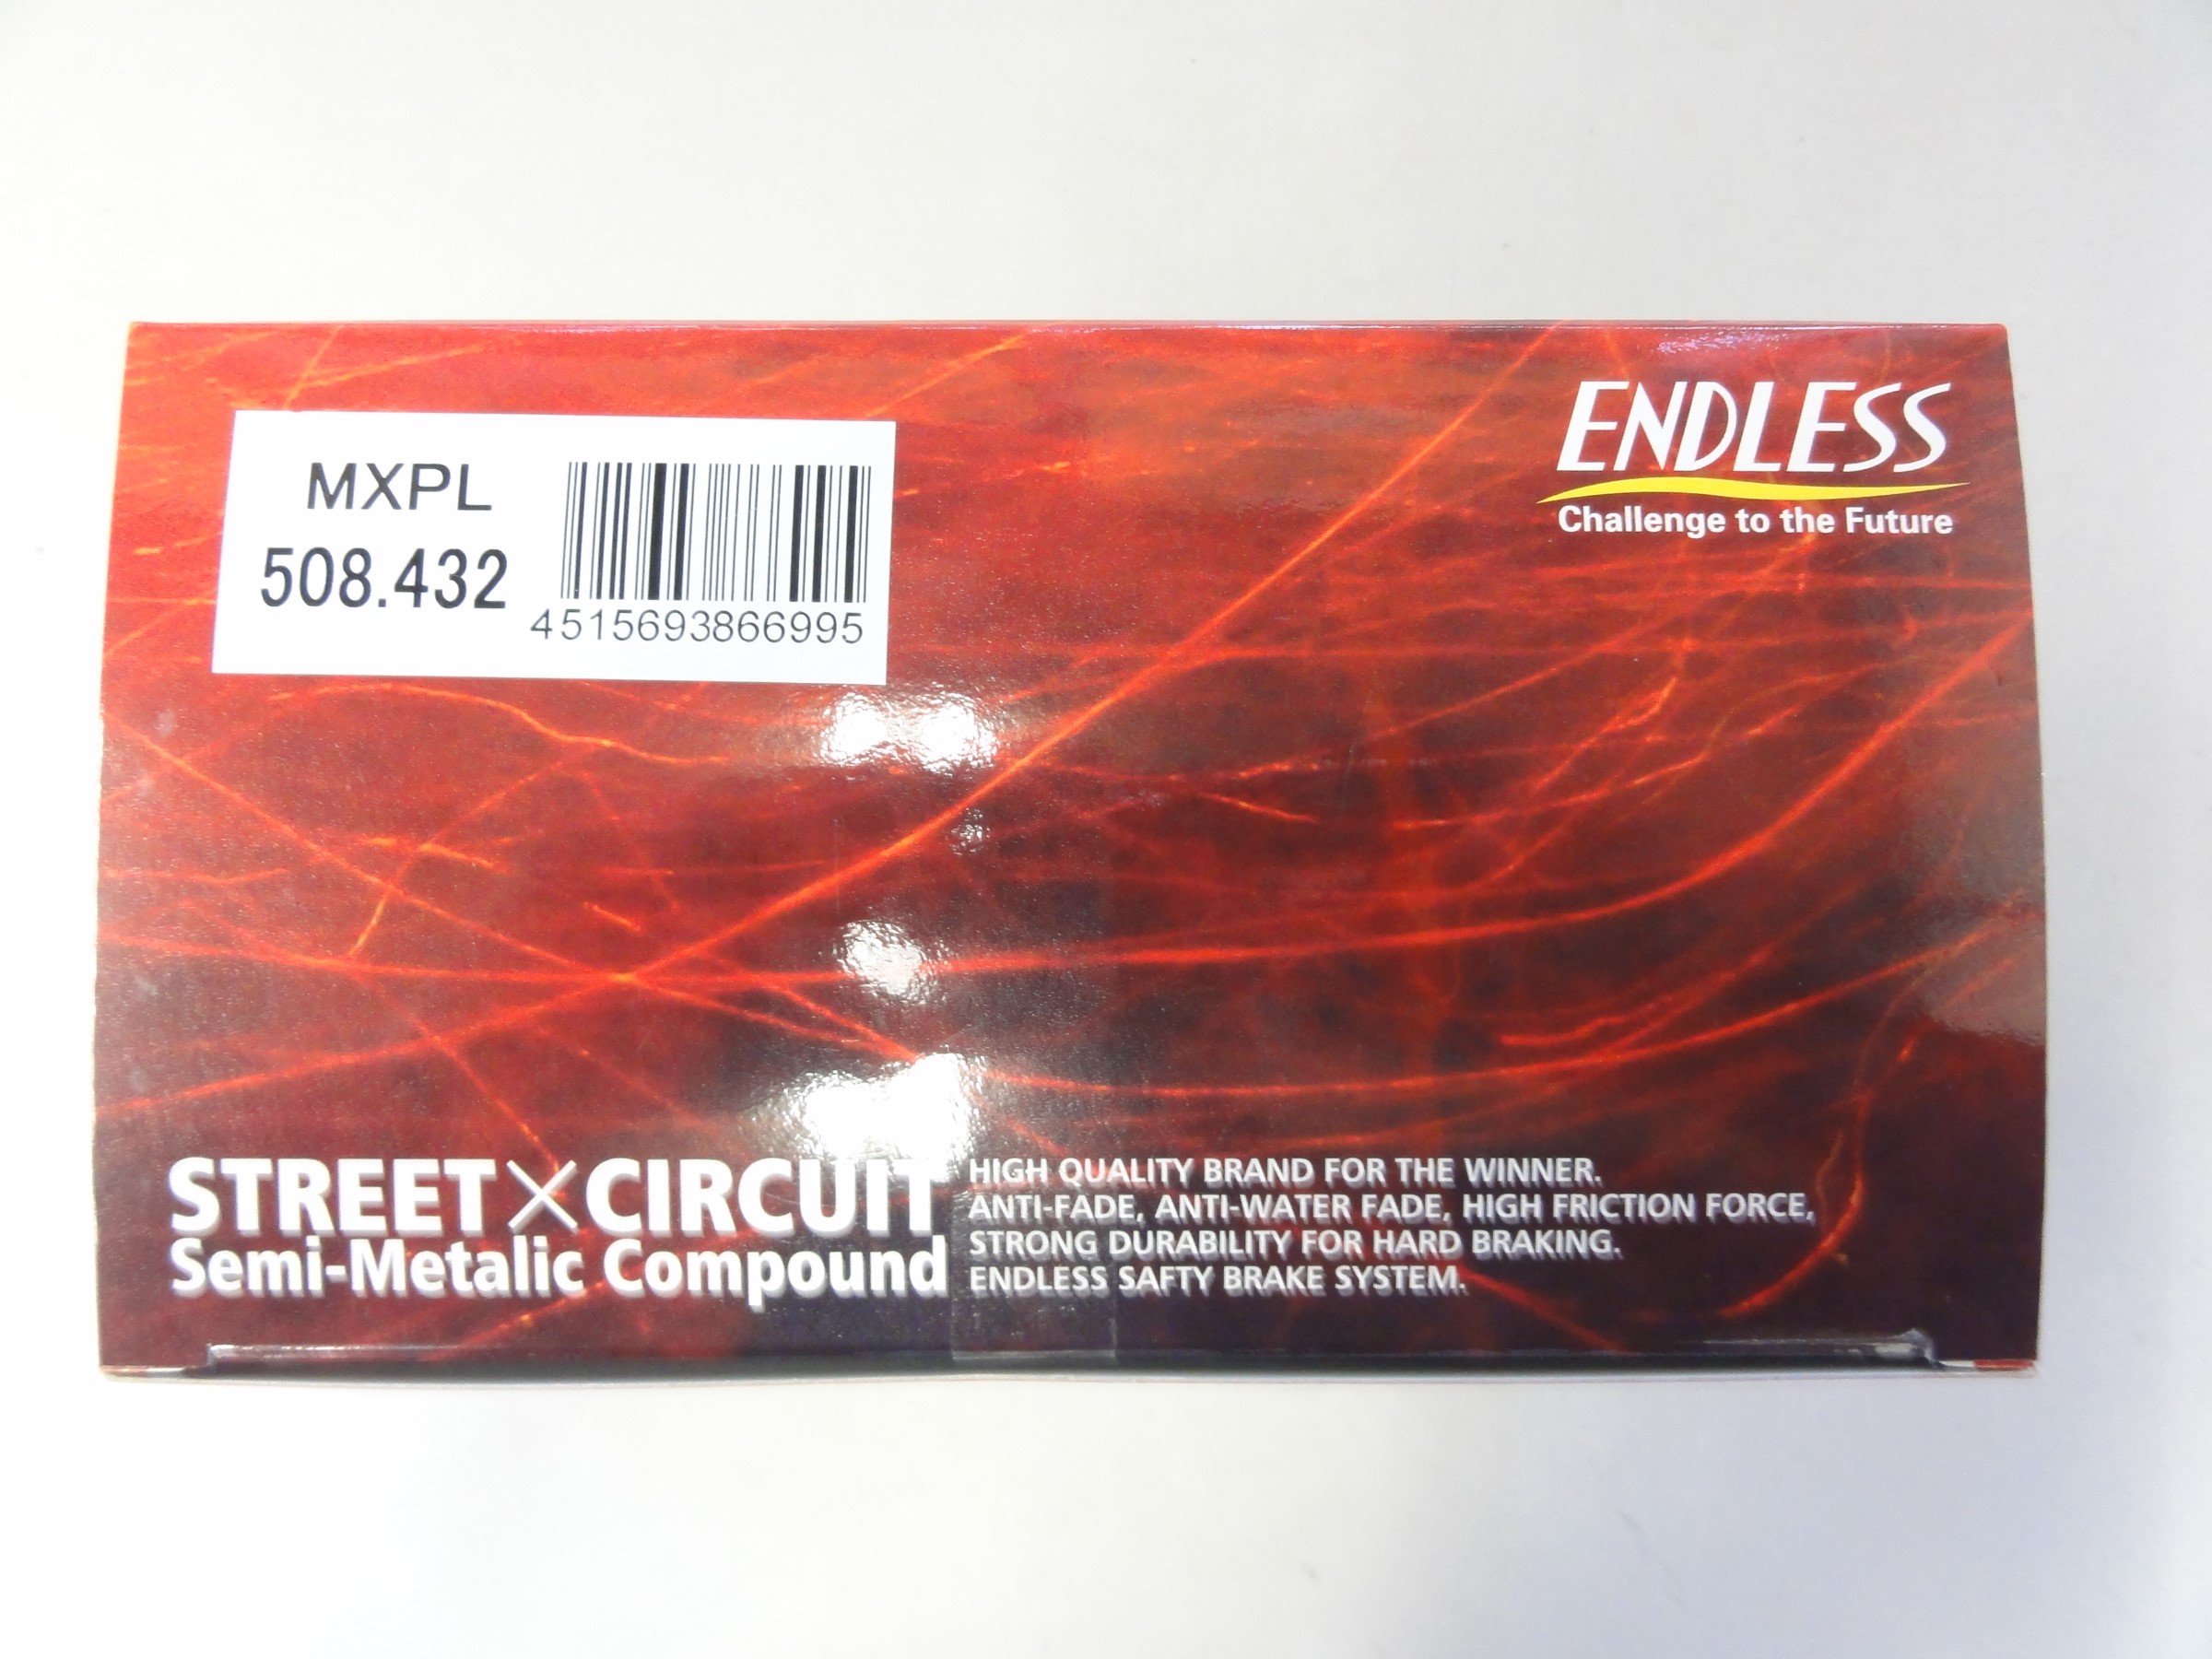 MXPL
508.432
4515693866995
ENDLESS
Challenge to the Future
STREET×CIRCUIT
Semi-Metalic Compound
HIGH QUALITY BRAND FOR THE WINNER.
ANTI-FADE, ANTI-WATER FADE, HIGH FRICTION FORCE,
STRONG DURABILITY FOR HARD BRAKING.
ENDLESS SAFTY BRAKE SYSTEM.